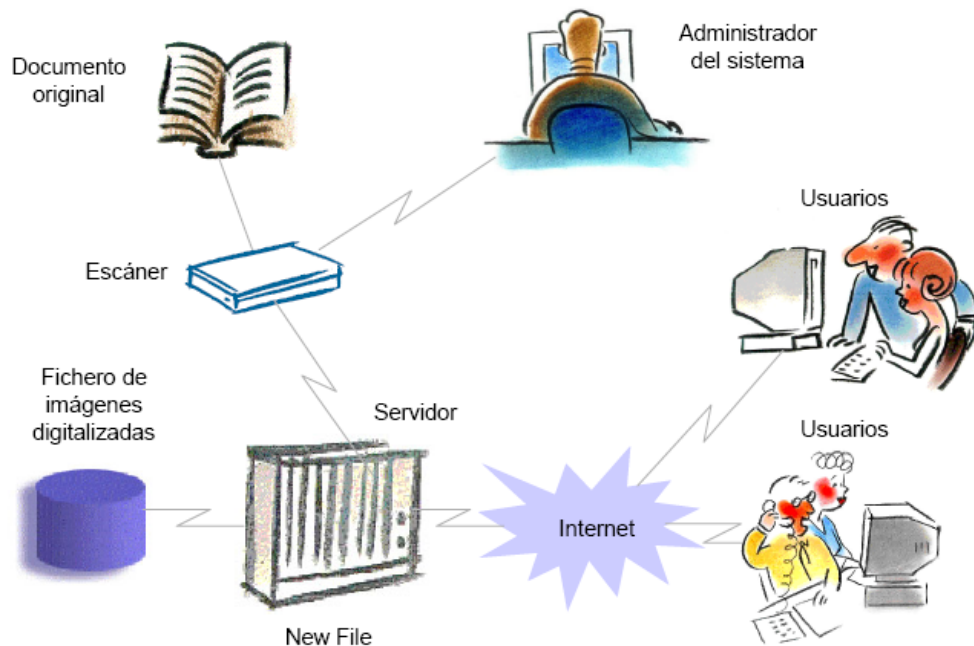 Documento
original
Administrador
del sistema
Usuarios
Escáner
Fichero de
imágenes
digitalizadas
Servidor
Usuarios
Internet
New File